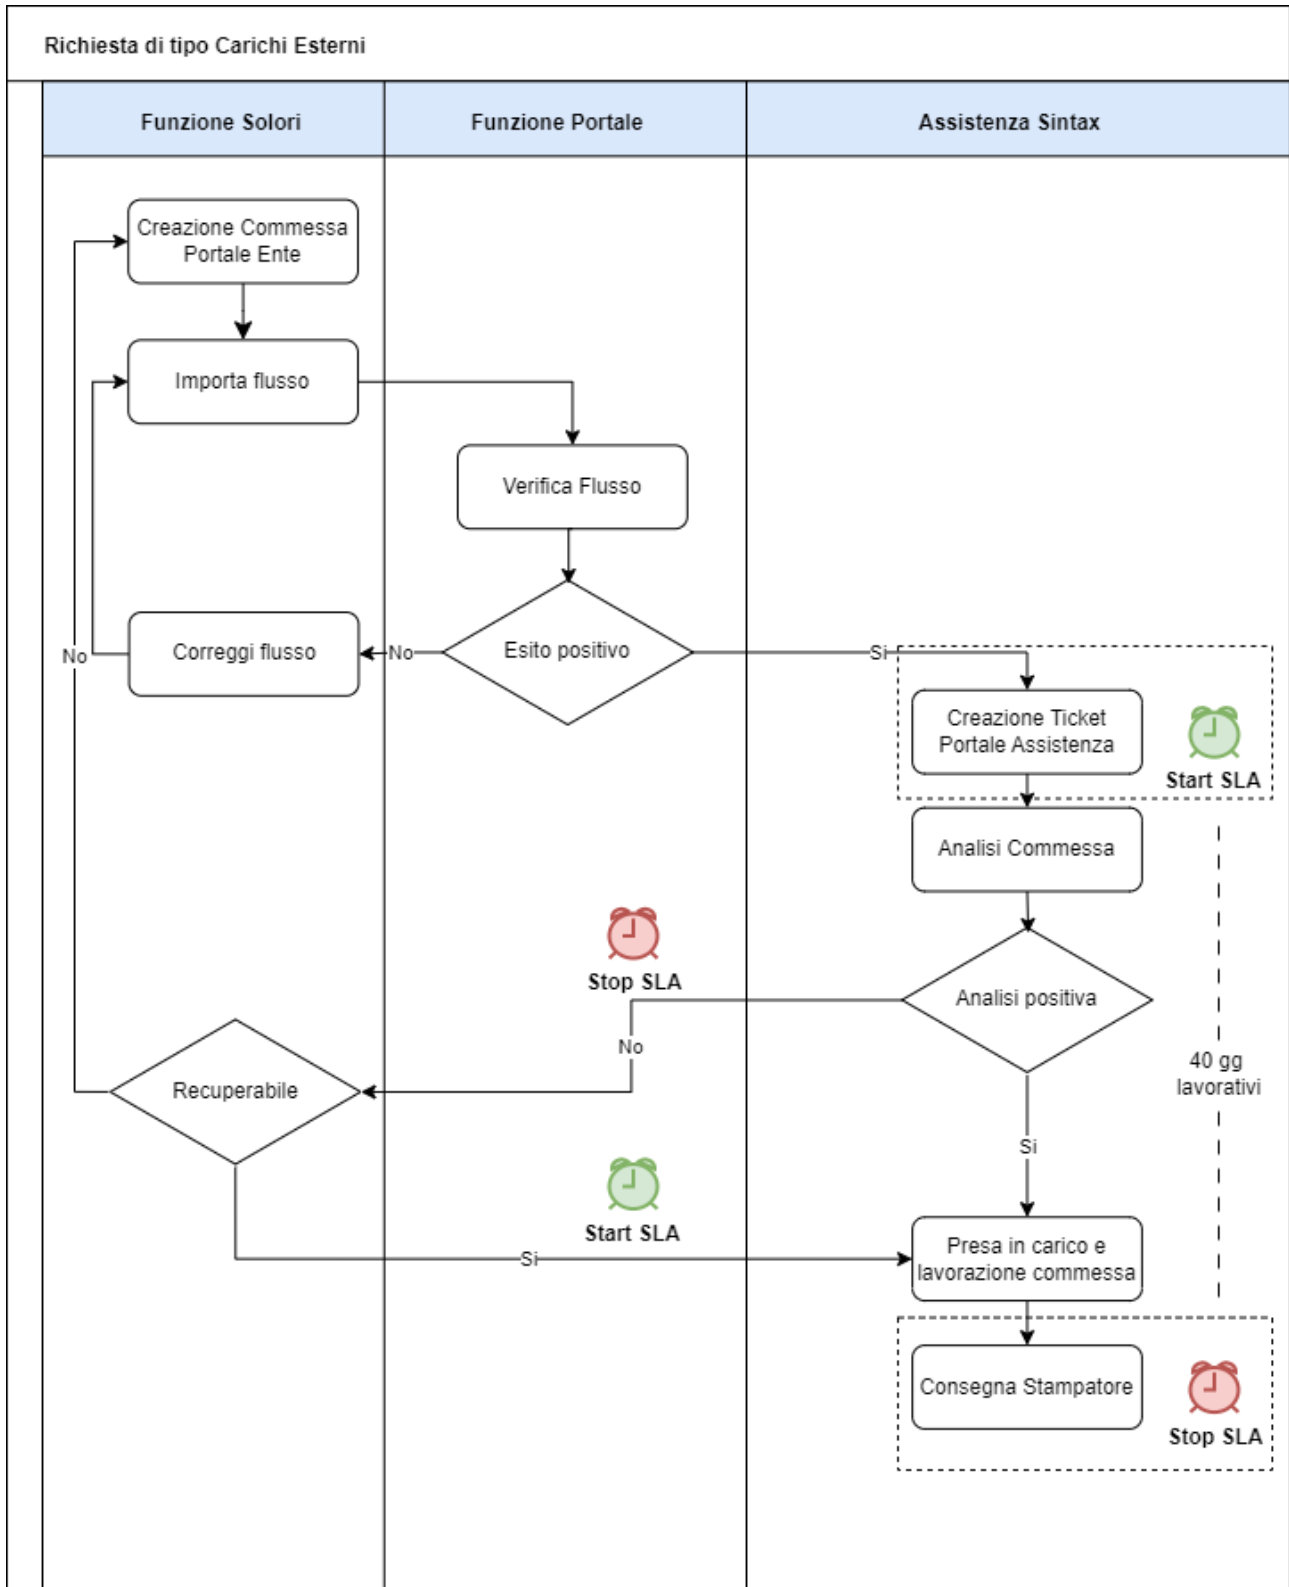 Richiesta di tipo Carichi Esterni
Funzione Solori
Funzione Portale
Assistenza Sintax
Creazione Commessa
Portale Ente
Importa flusso
Verifica Flusso
Esito positivo
No
Correggi flusso
No
Si
Creazione Ticket
Portale Assistenza
Start SLA
Analisi Commessa
Analisi positiva
Stop SLA
No
Recuperabile
40 gg
lavorativi
Si
Start SLA
Si
Presa in carico e
lavorazione commessa
Consegna Stampatore
Stop SLA